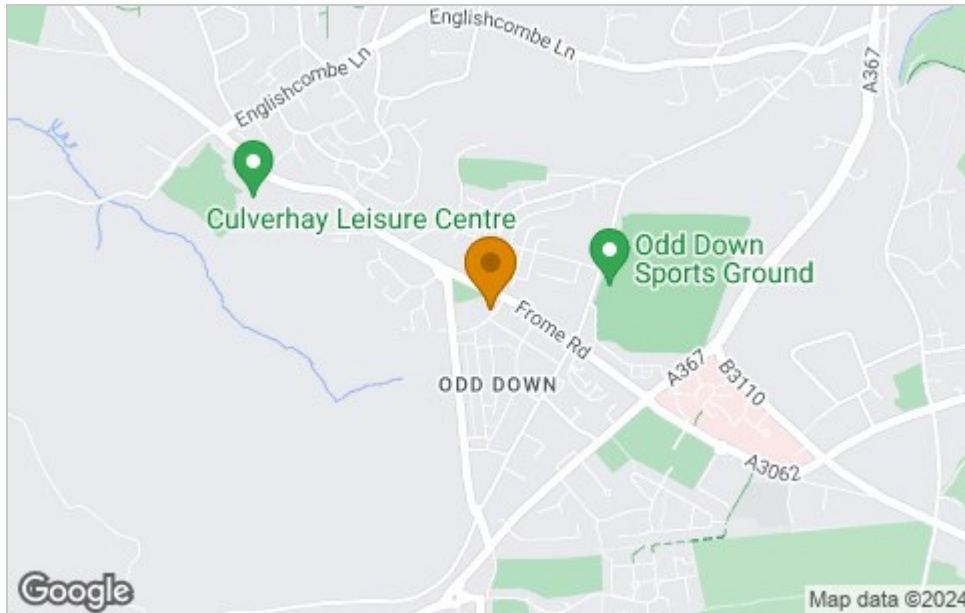 Englishcombe Ln
Englishcombe Ln
A367
Culverhay Leisure Centre
Odd Down
Sports Ground
Frome Rd
ODD DOWN
A367
B3110
A3062
Google
Map data ©2024